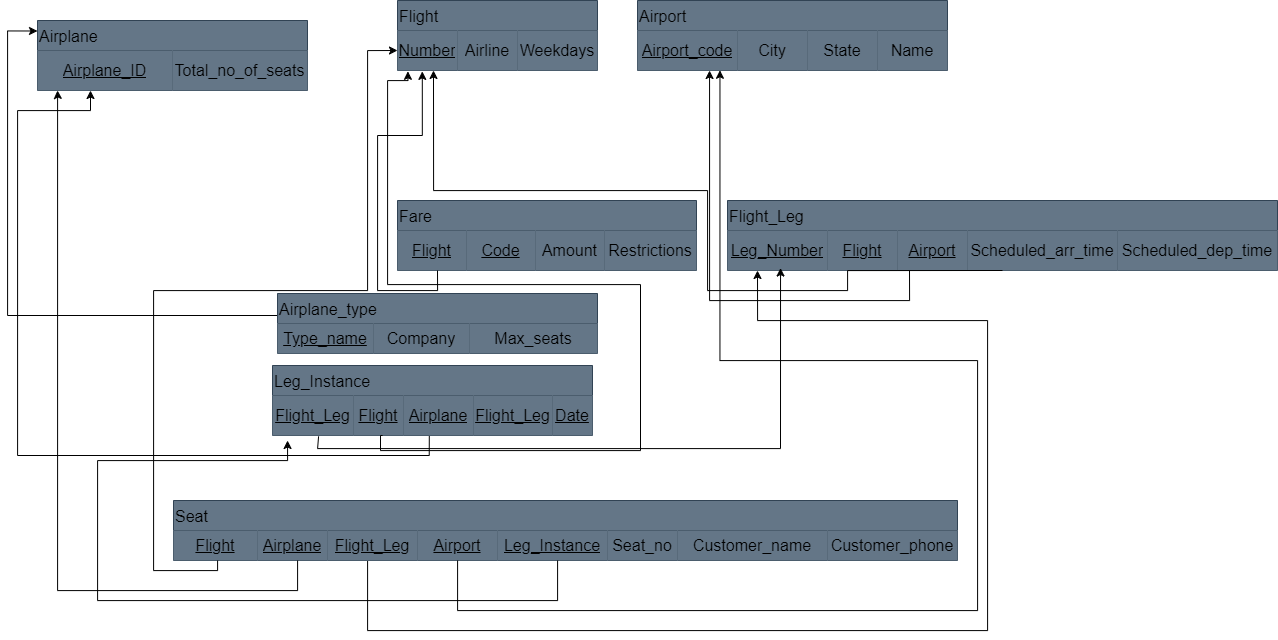 Airplane
Airplane_ID Total_no_of_seats
Flight
Number Airline Weekdays
Airport
Airport_code City State Name
Fare
Flight Code Amount Restrictions
Flight_Leg
Leg_Number Flight Airport Scheduled_arr_time Scheduled_dep_time
Airplane_type
Type_name Company Max_seats
Leg_Instance
Flight_Leg Flight Airplane Flight_Leg Date
Seat
Flight Airplane Flight_Leg Airport Leg_Instance Seat_no Customer_name Customer_phone